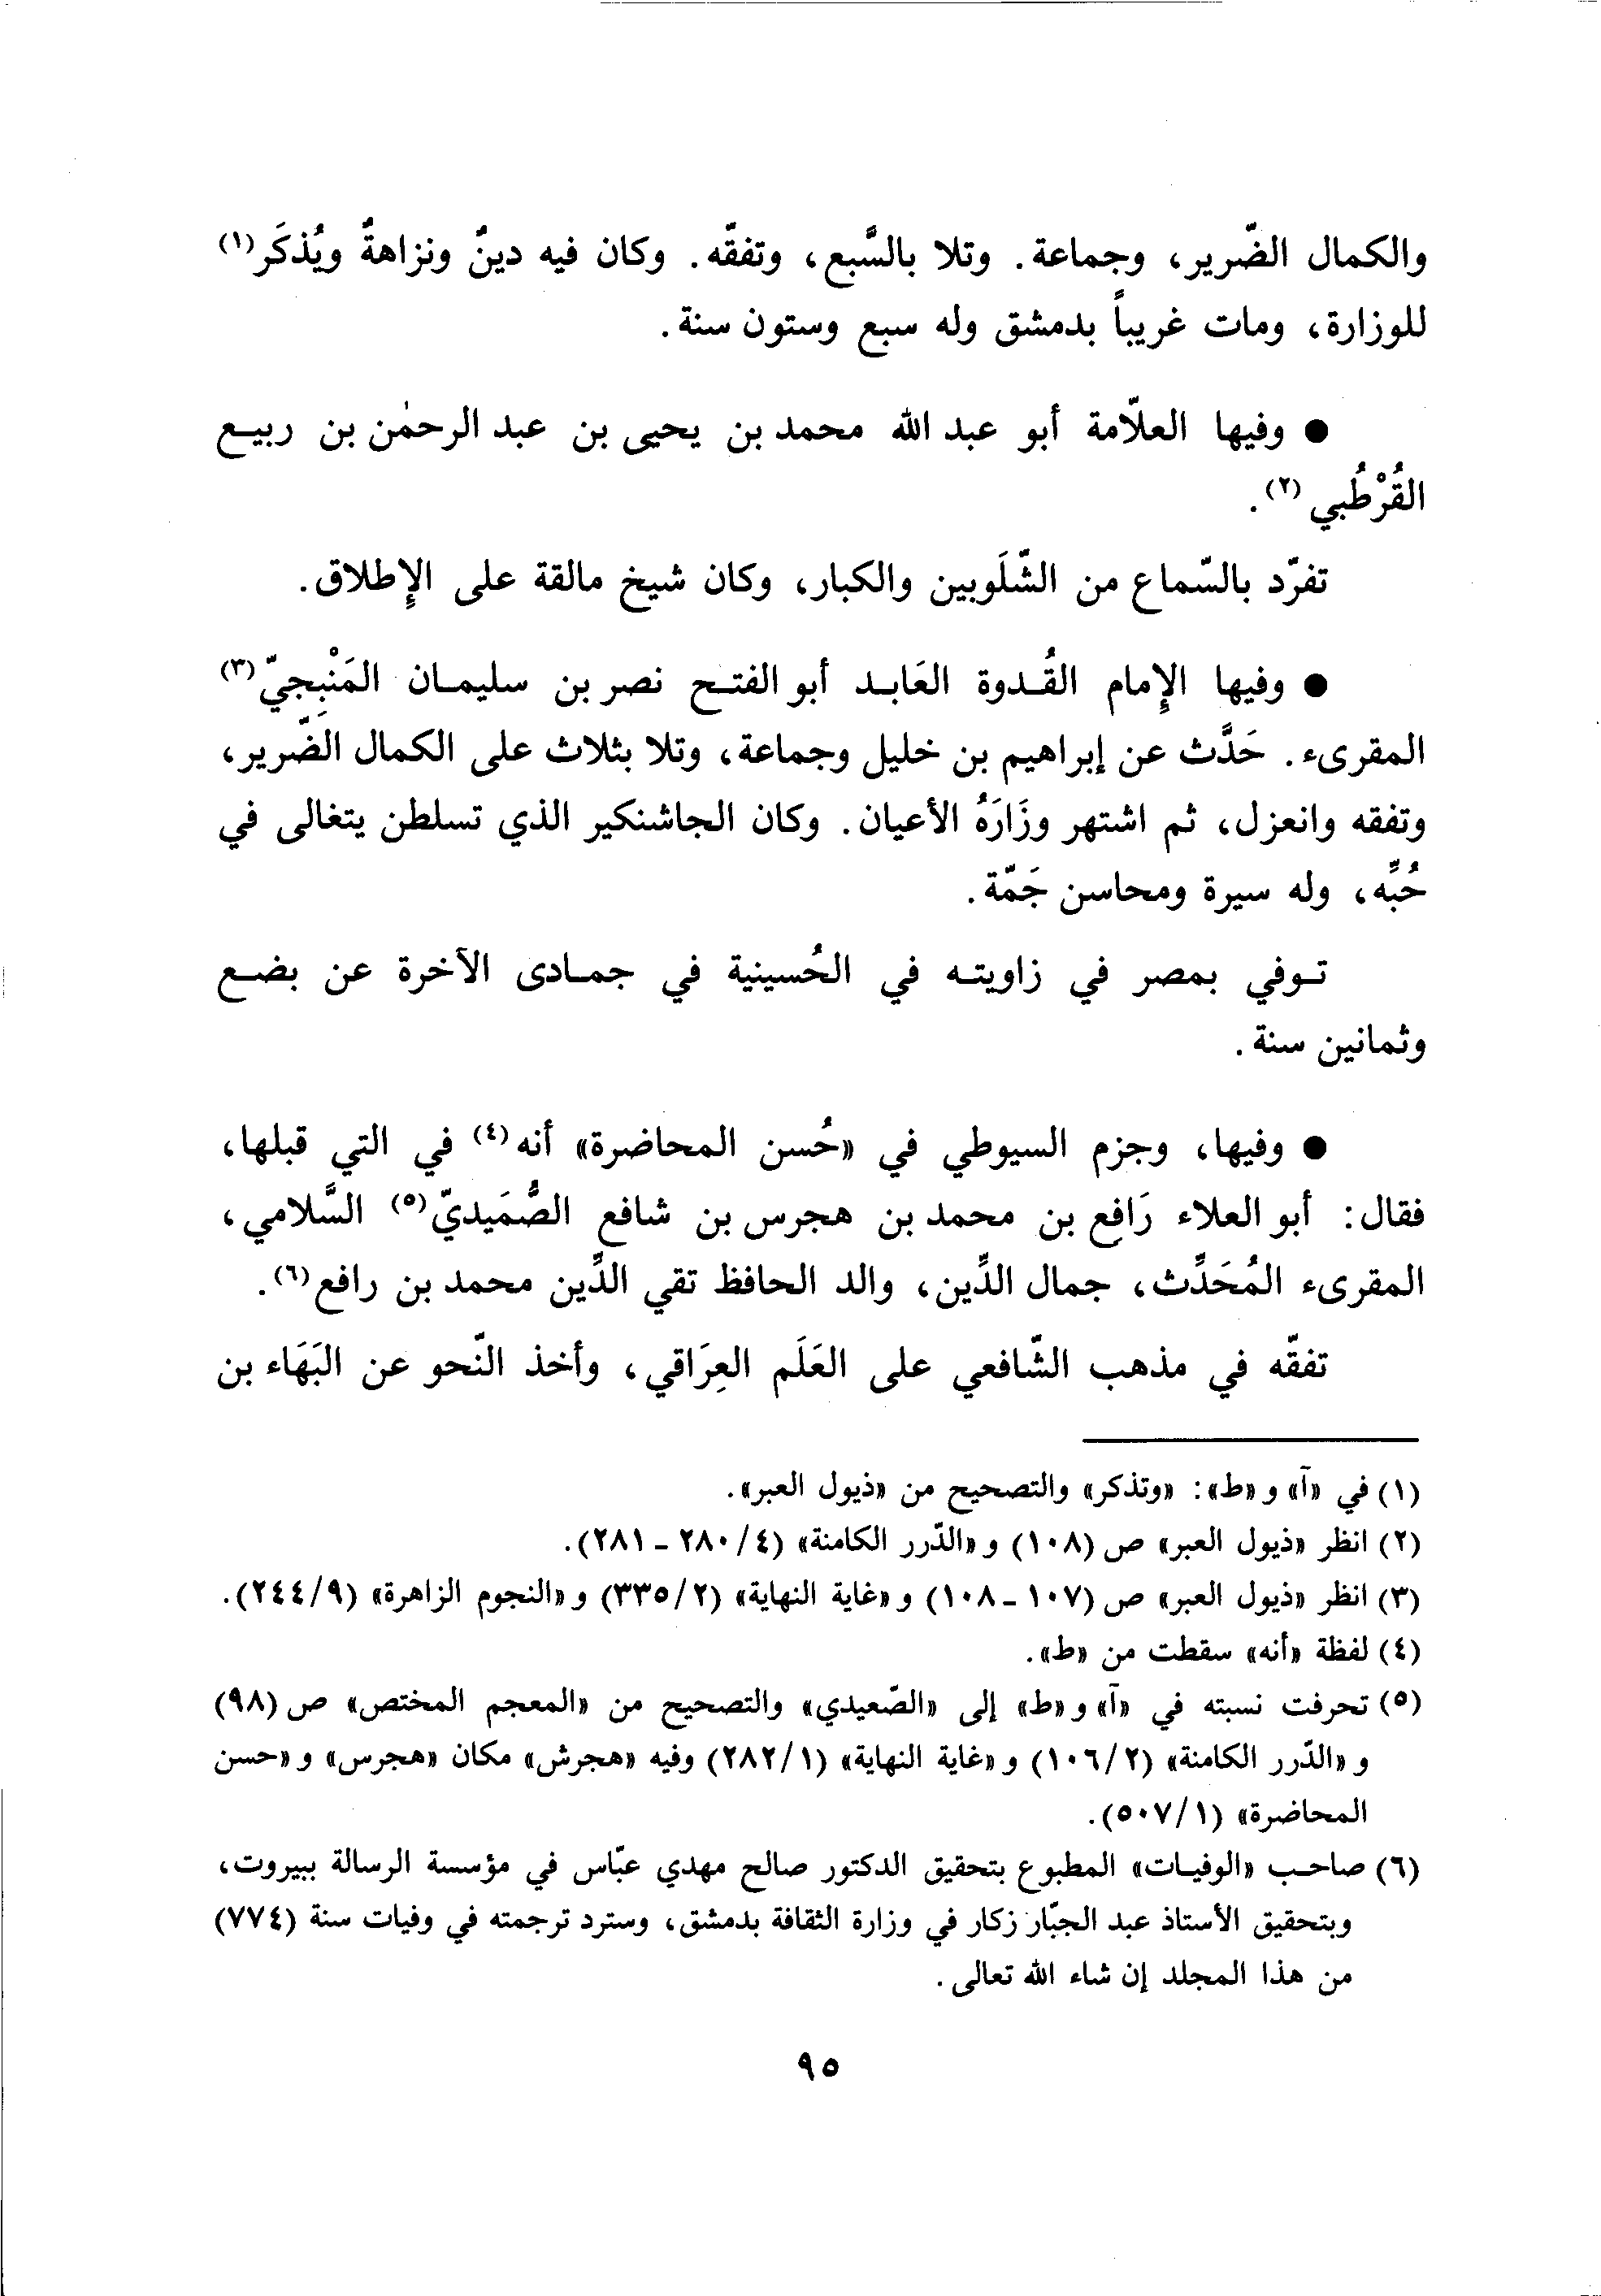 والكمال الضّرير، وجماعة. وتلا بالسَّبع، وتفقّه. وكان فيه دينٌ ونزاهةٌ ويُذكَر(١)
للوزارة، ومات غريباً بدمشق وله سبع وستون سنة.
● وفيها العلاّمة أبو عبد الله محمد بن يحيى بن عبد الرحمٰن بن ربيع
القُرْطُبي(٢).
تفرّد بالسّماع من الشّلَوبين والكبار، وكان شيخ مالقة على الإطلاق.
● وفيها الإمام القُدوة العَابد أبو الفتح نصر بن سليمان المَنْبِجيّ(٣)
المقرىء. حَدَّث عن إبراهيم بن خليل وجماعة، وتلا بثلاث على الكمال الضّرير،
وتفقه وانعزل، ثم اشتهر وزَارَهُ الأعيان. وكان الجاشنكير الذي تسلطن يتغالى في
حُبِّه، وله سيرة ومحاسن جَمّة.
توفي بمصر في زاويته في الحُسينية في جمادى الآخرة عن بضع
وثمانين سنة.
● وفيها، وجزم السيوطي في «حُسن المحاضرة» أنه(٤) في التي قبلها،
فقال: أبو العلاء رَافع بن محمد بن هجرس بن شافع الصُّمَيديّ(٥) السَّلامي،
المقرىء المُحَدِّث، جمال الدِّين، والد الحافظ تقي الدِّين محمد بن رافع(٦).
تفقّه في مذهب الشّافعي على العَلَم العِرَاقي، وأخذ النّحو عن البَهَاء بن
(١) في «آ» و«ط»: «وتذكر» والتصحيح من «ذيول العبر».
(٢) انظر «ذيول العبر» ص (١٠٨) و«الدّرر الكامنة» (٤/ ٢٨٠ - ٢٨١).
(٣) انظر «ذيول العبر» ص (١٠٧ - ١٠٨) و«غاية النهاية» (٢/ ٣٣٥) و«النجوم الزاهرة» (٩/ ٢٤٤).
(٤) لفظة «أنه» سقطت من «ط».
(٥) تحرفت نسبته في «آ» و«ط» إلى «الصّعيدي» والتصحيح من «المعجم المختص» ص (٩٨)
و«الدّرر الكامنة» (٢/ ١٠٦) و«غاية النهاية» (١/ ٢٨٢) وفيه «هجرش» مكان «هجرس» و«حسن
المحاضرة» (١/ ٥٠٧).
(٦) صاحب «الوفيات» المطبوع بتحقيق الدكتور صالح مهدي عبّاس في مؤسسة الرسالة ببيروت،
وبتحقيق الأستاذ عبد الجبّار زكار في وزارة الثقافة بدمشق، وسترد ترجمته في وفيات سنة (٧٧٤)
من هذا المجلد إن شاء الله تعالى.
٩٥